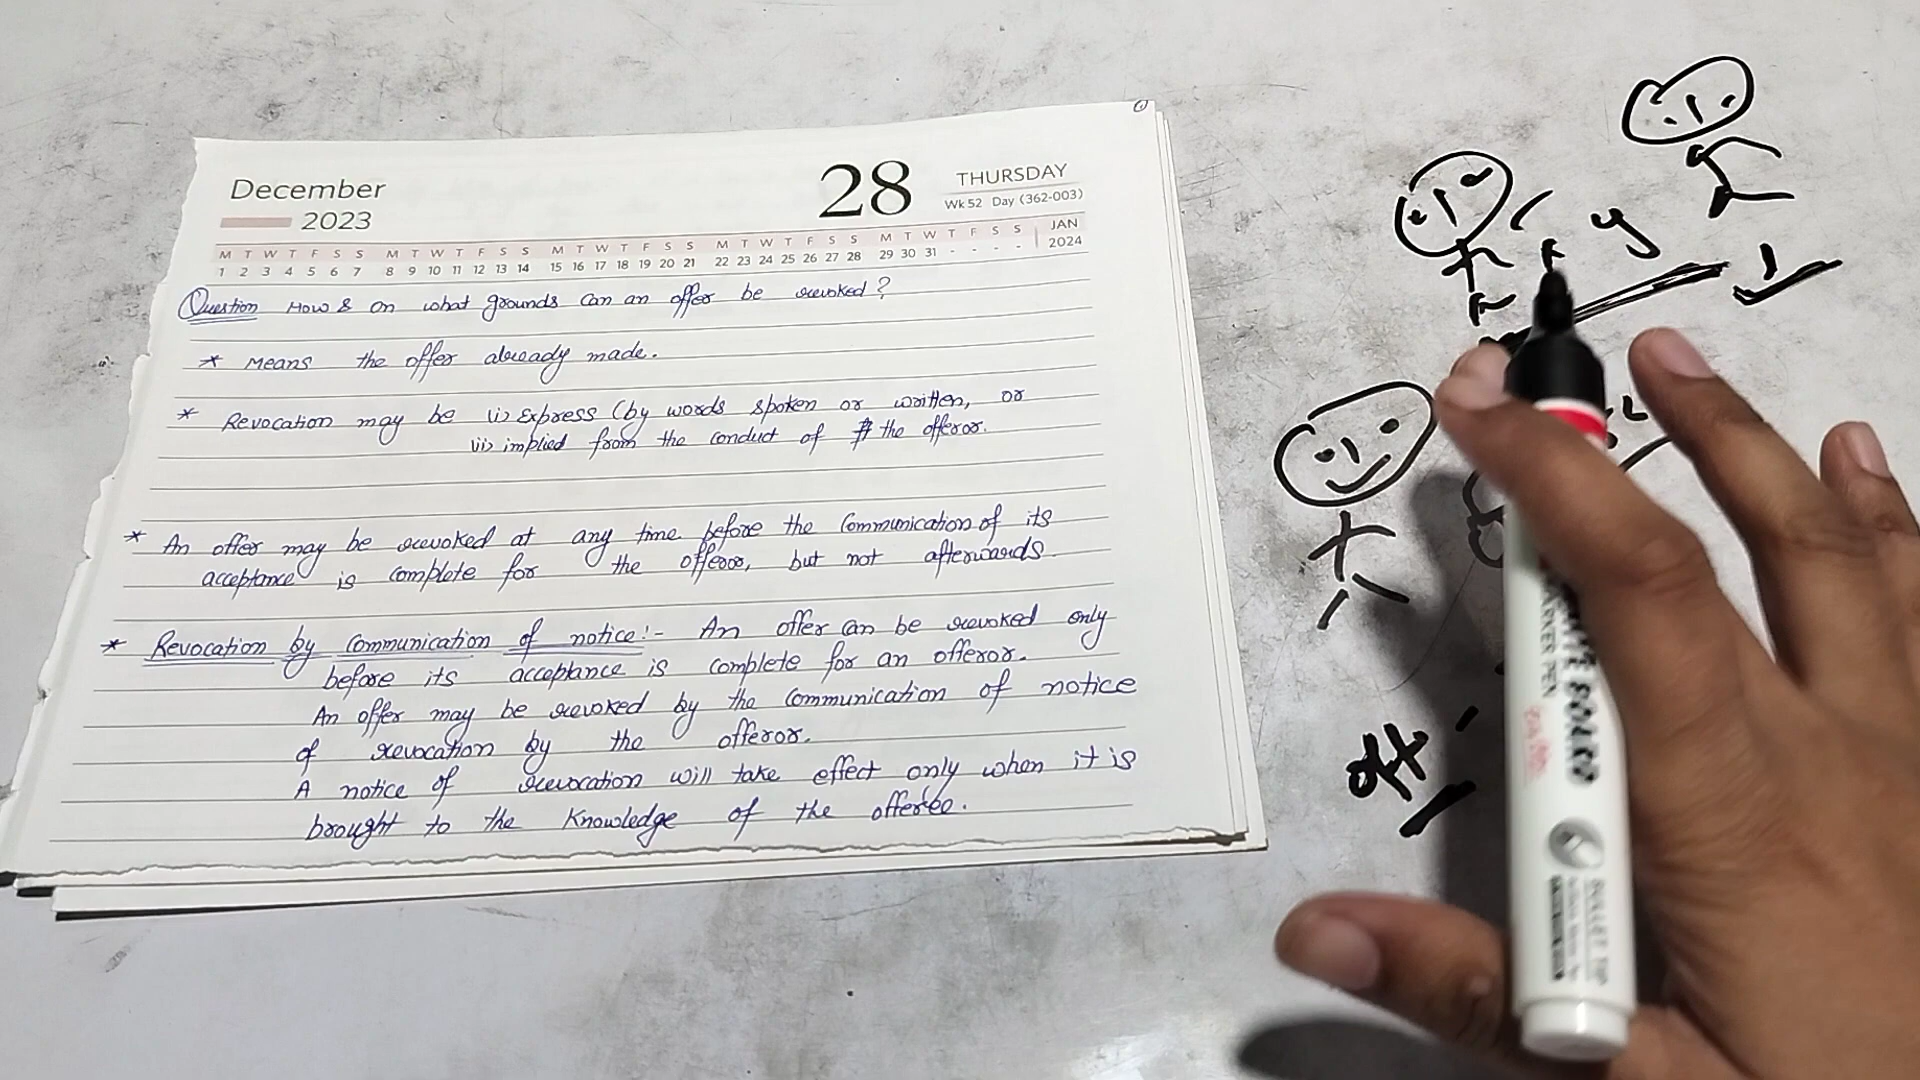 December
2023
28
THURSDAY
Wk 52 Day (362-003)
M T W T F S S M T W T F S S M T W T F S S M T W T F S S M T W T F S S
1 2 3 4 5 6 7 8 9 10 11 12 13 14 15 16 17 18 19 20 21 22 23 24 25 26 27 28 29 30 31 - - - -
JAN
2024
Question How & on what grounds can an offer be revoked?
* Means the offer already made.
* Revocation may be (i) Express (by words spoken or written, or
(ii) implied from the conduct of the offeror.
* An offer may be revoked at any time before the communication of its
acceptance is complete for the offeror, but not afterwards.
* Revocation by communication of notice:- An offer can be revoked only
before its acceptance is complete for an offeror.
An offer may be revoked by the communication of notice
of revocation by the offeror.
A notice of revocation will take effect only when it is
brought to the knowledge of the offeree.
y
off
MARKER PEN
BULLET TIP